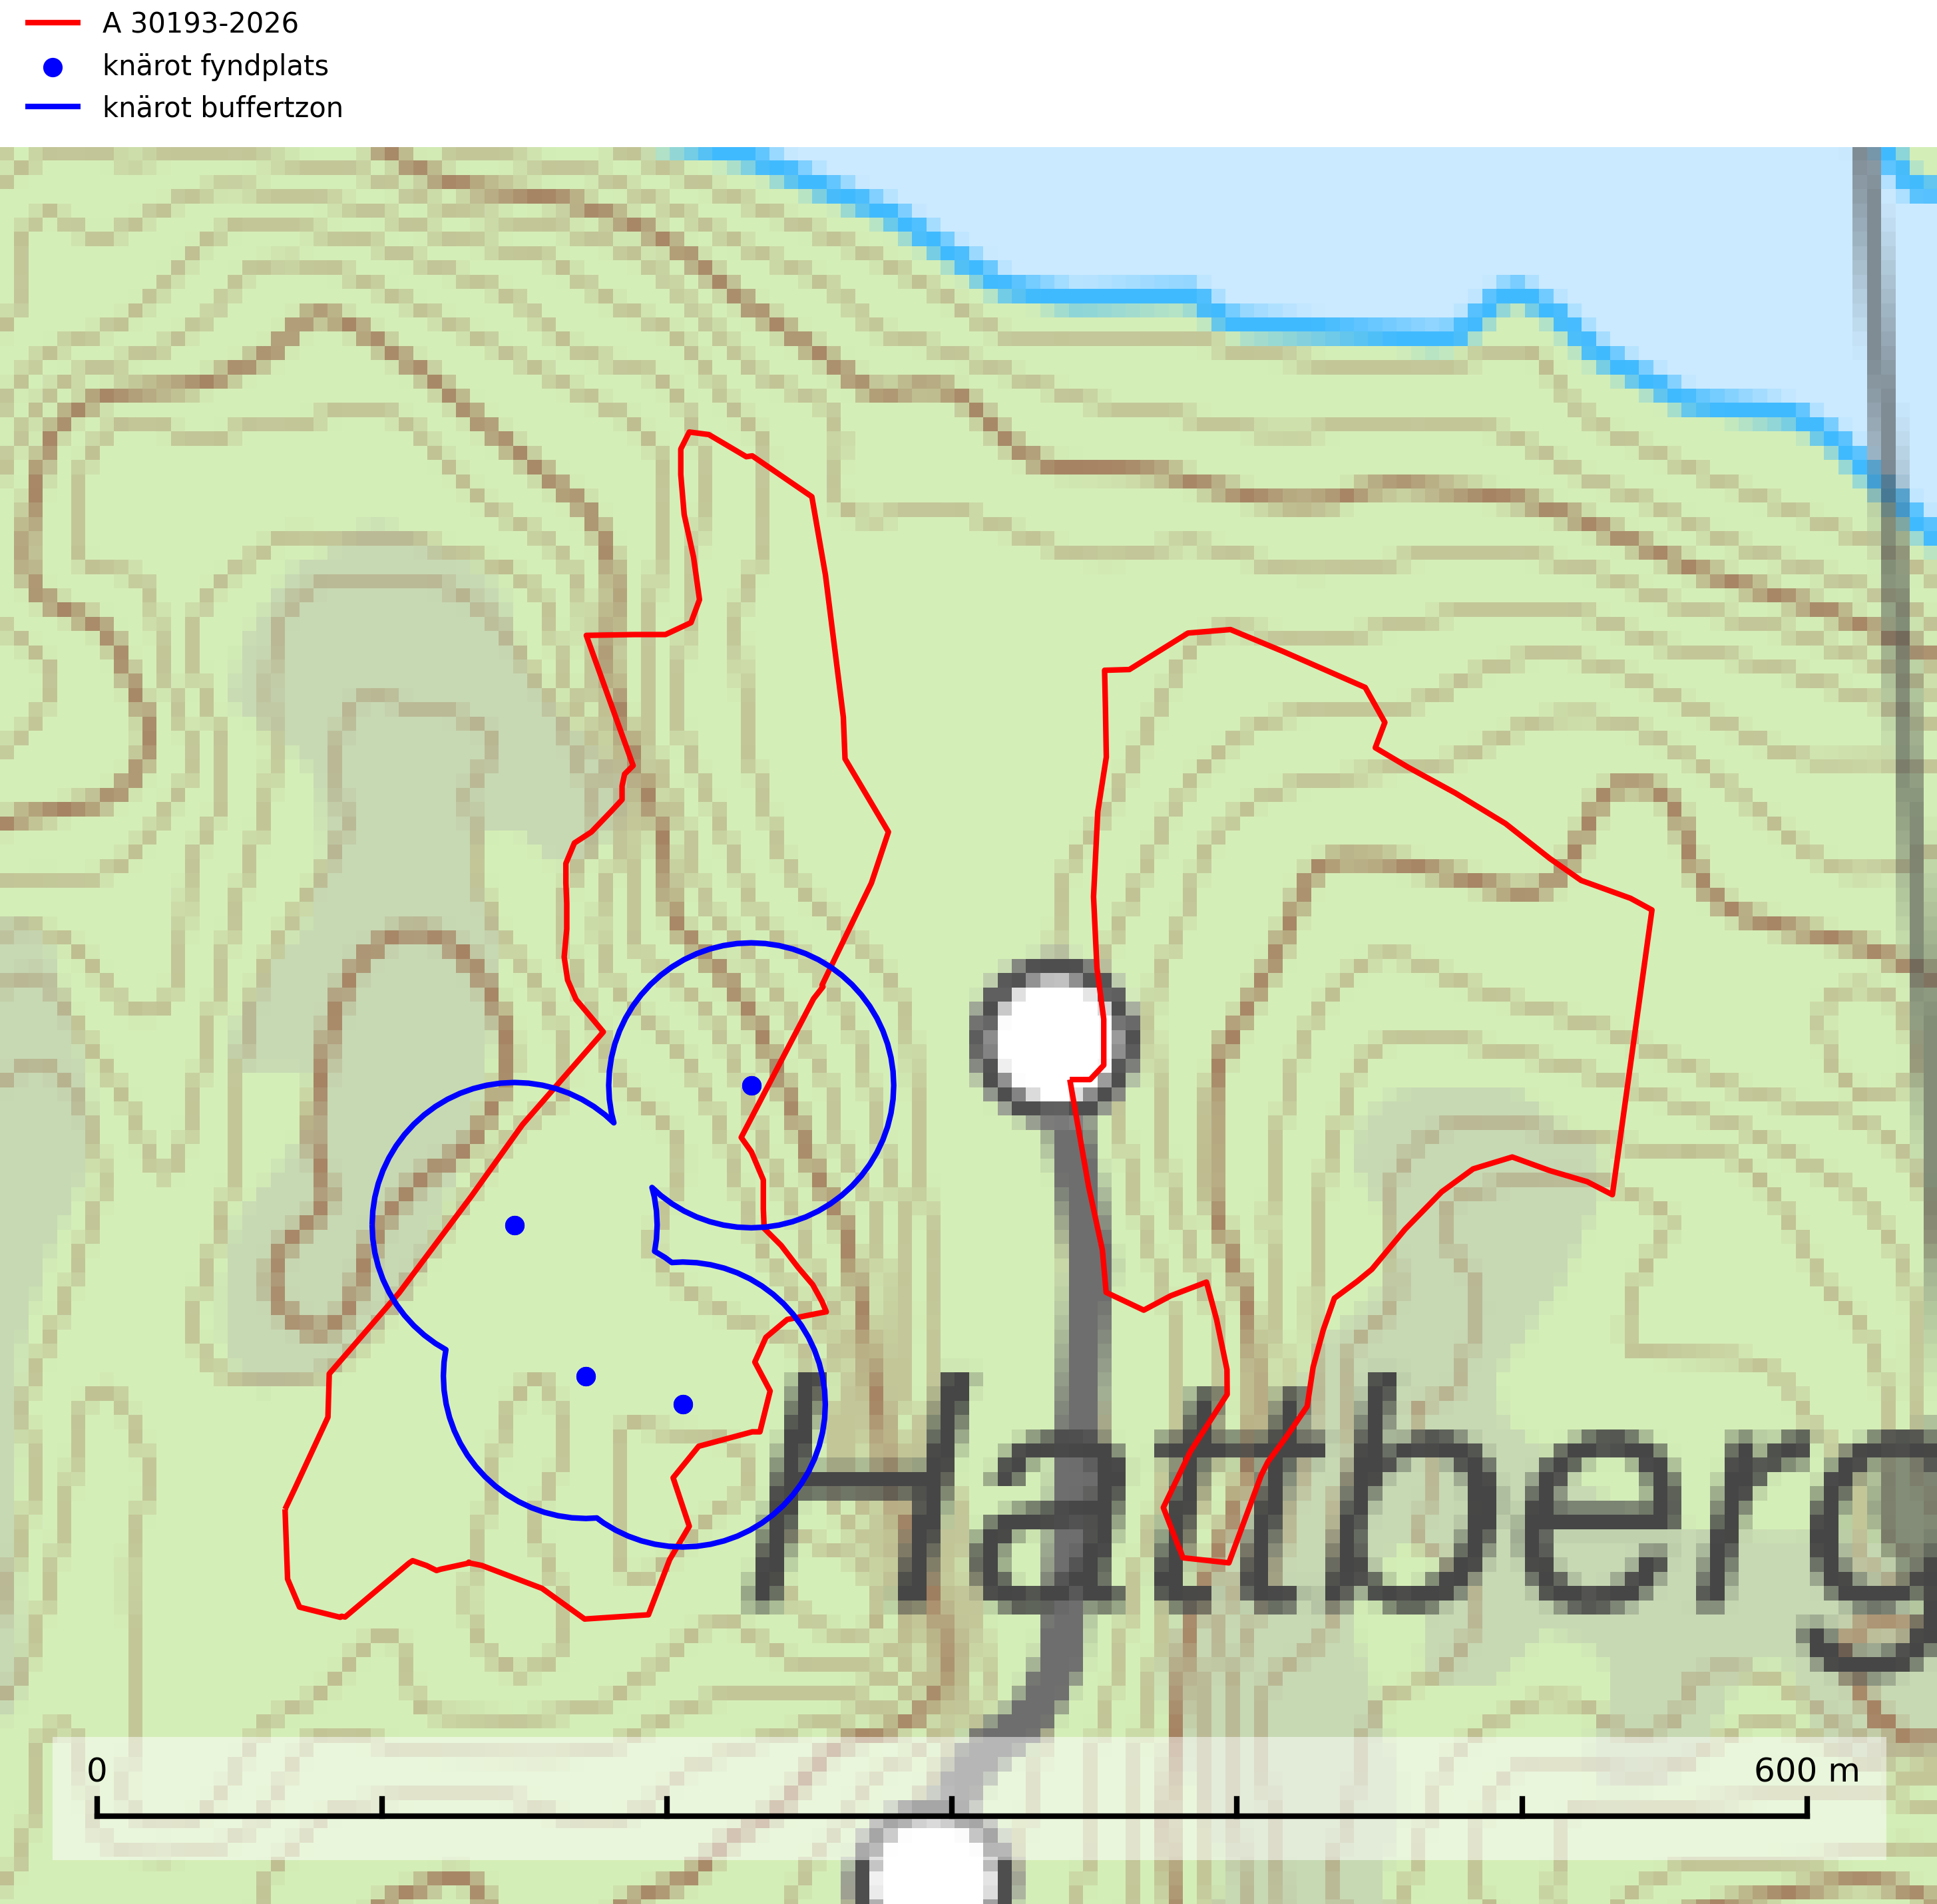 A 30193-2026
knärot fyndplats
knärot buffertzon
Hattberg
0
600 m